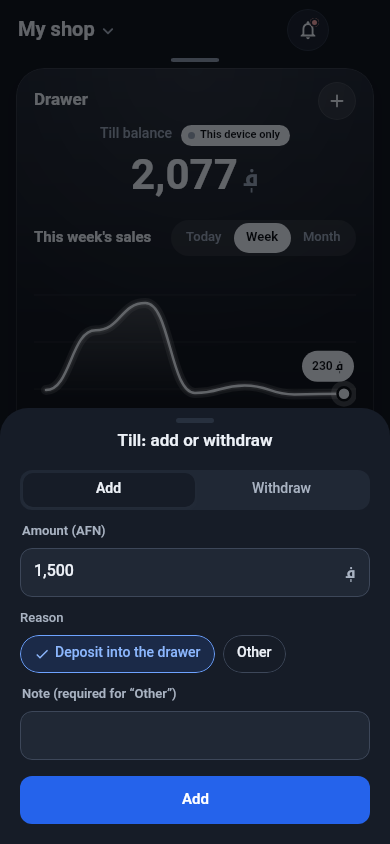 My shop
Drawer
Till balance
This device only
2,077 ؋
This week's sales
Today
Week
Month
230 ؋
Till: add or withdraw
Add
Withdraw
Amount (AFN)
1,500 ؋
Reason
Deposit into the drawer
Other
Note (required for “Other”)
Add